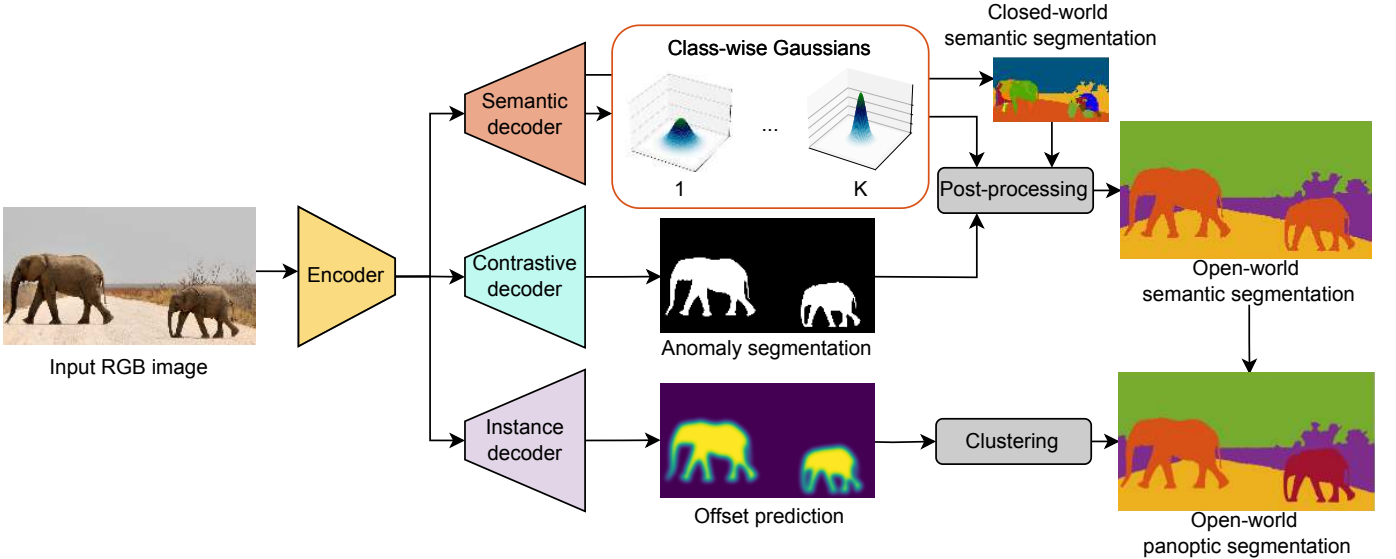 Closed-world
semantic segmentation
Class-wise Gaussians
Semantic
decoder
...
1
K
Post-processing
Input RGB image
Encoder
Contrastive
decoder
Anomaly segmentation
Open-world
semantic segmentation
Instance
decoder
Offset prediction
Clustering
Open-world
panoptic segmentation